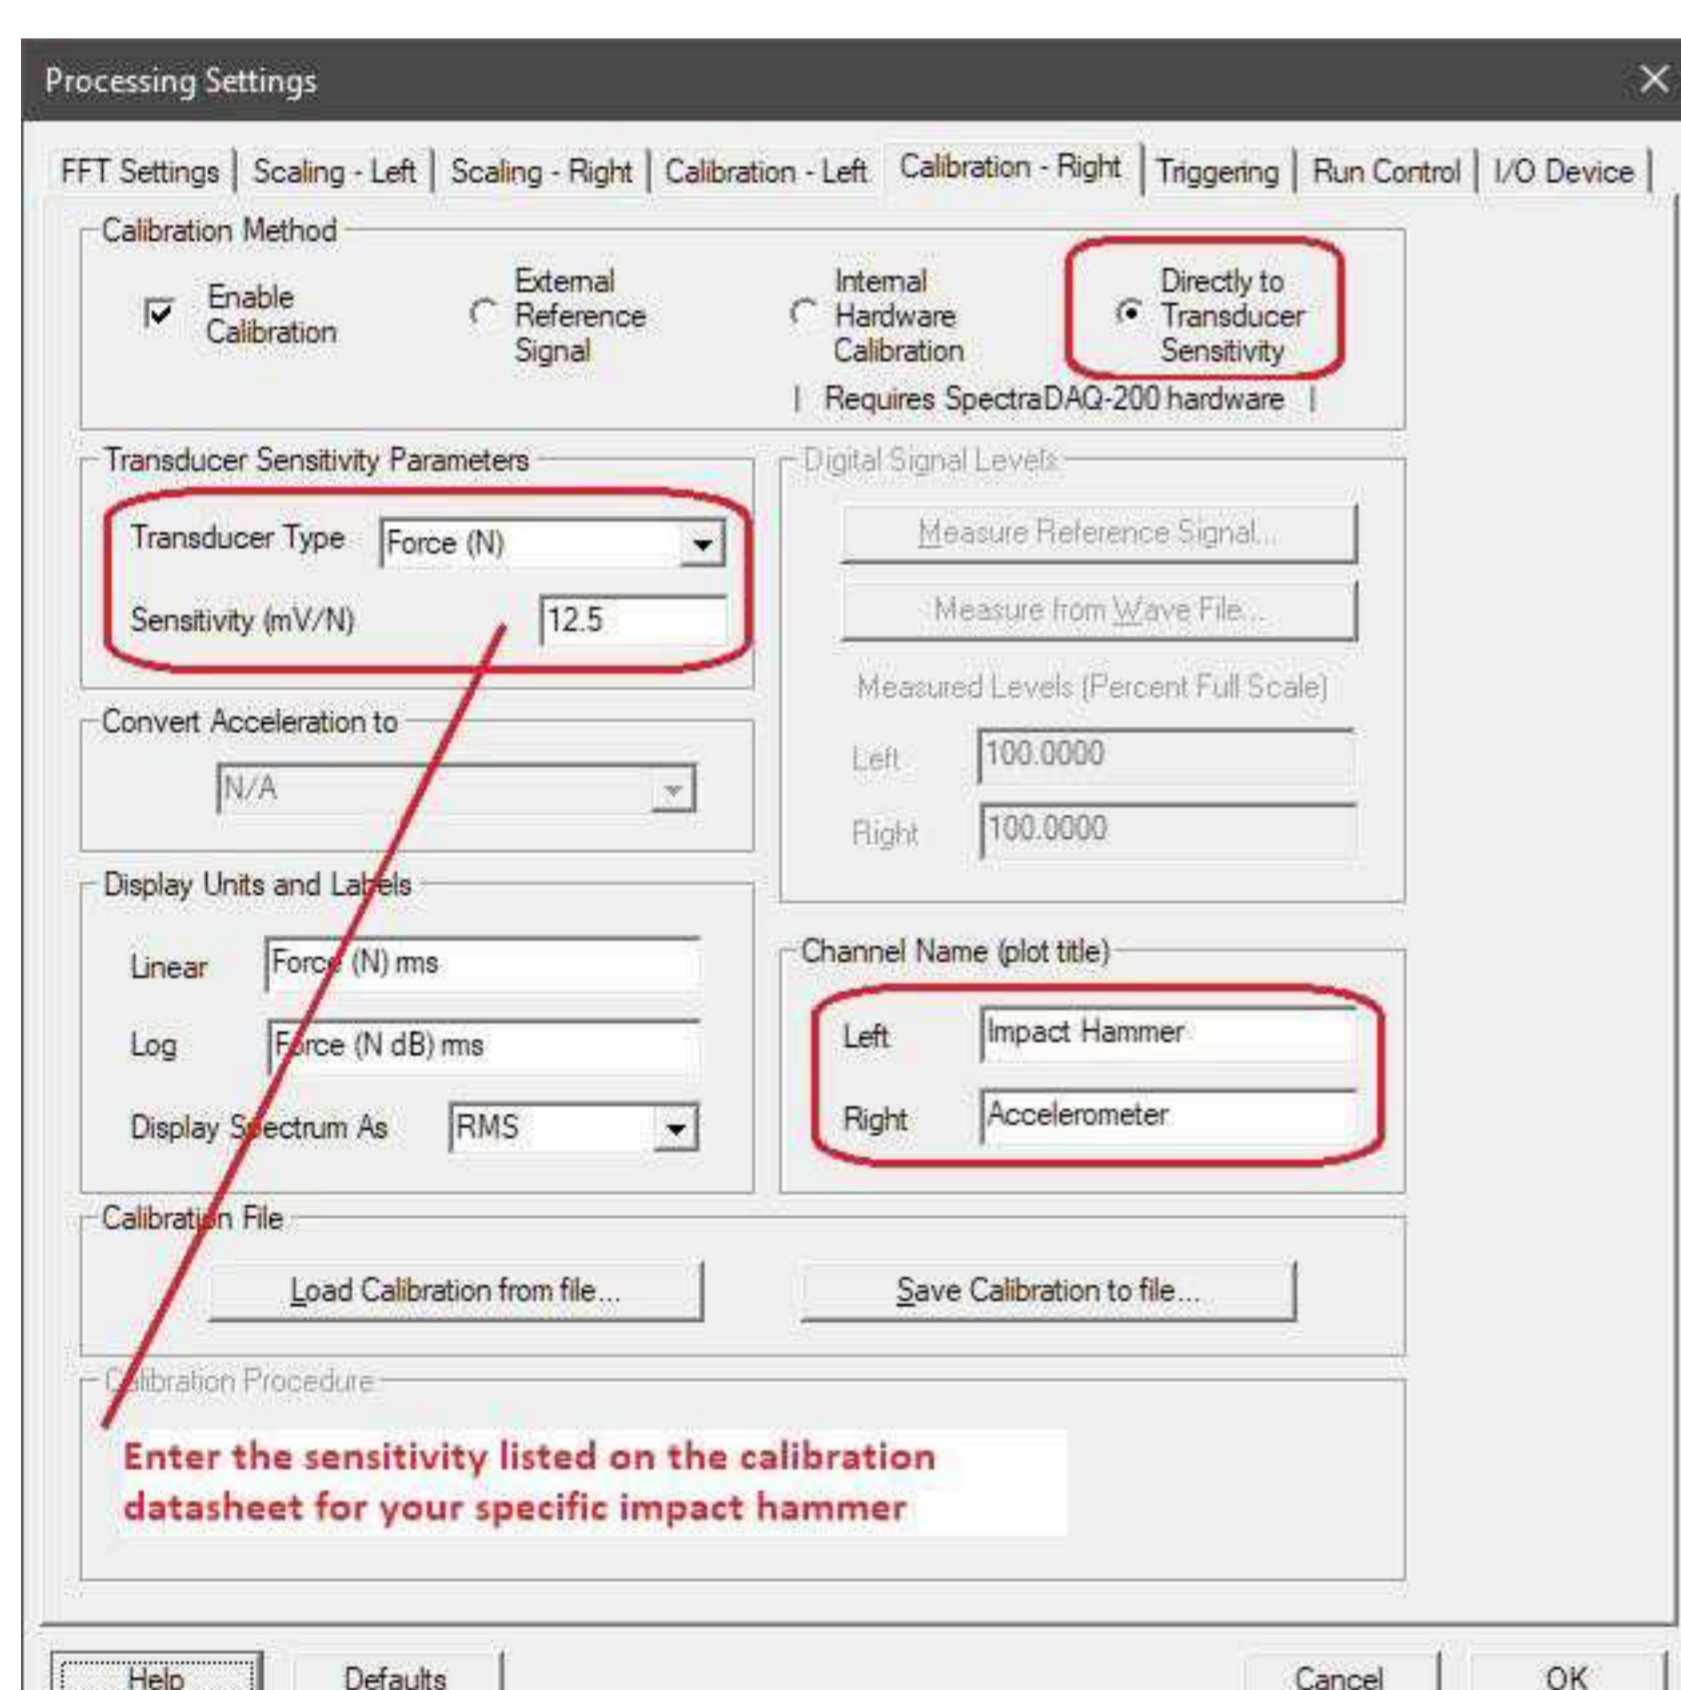 Processing Settings
FFT Settings | Scaling - Left | Scaling - Right | Calibration - Left | Calibration - Right | Triggering | Run Control | I/O Device
Calibration Method
Enable
Calibration
External
Reference
Signal
Internal
Hardware
Calibration
Directly to
Transducer
Sensitivity
| Requires SpectraDAQ-200 hardware |
Transducer Sensitivity Parameters
Transducer Type Force (N)
Sensitivity (mV/N) 12.5
Convert Acceleration to
N/A
Display Units and Labels
Linear Force (N) rms
Log Force (N dB) rms
Display Spectrum As RMS
Digital Signal Levels
Measure Reference Signal...
Measure from Wave File...
Measured Levels (Percent Full Scale)
Left 100.0000
Right 100.0000
Channel Name (plot title)
Left Impact Hammer
Right Accelerometer
Calibration File
Load Calibration from file...
Save Calibration to file...
Calibration Procedure
Enter the sensitivity listed on the calibration
datasheet for your specific impact hammer
Help Defaults Cancel OK